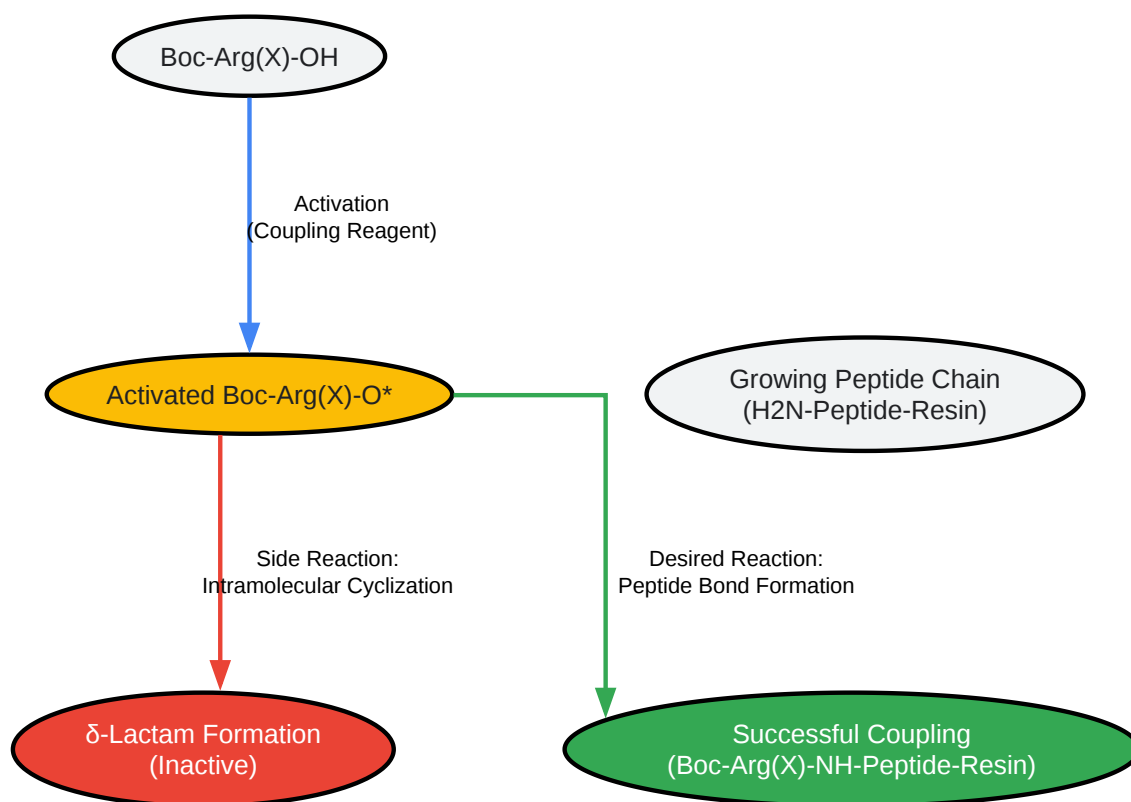 Boc-Arg(X)-OH
Activation
(Coupling Reagent)
Activated Boc-Arg(X)-O*
Growing Peptide Chain
(H2N-Peptide-Resin)
Side Reaction:
Intramolecular Cyclization
Desired Reaction:
Peptide Bond Formation
δ-Lactam Formation
(Inactive)
Successful Coupling
(Boc-Arg(X)-NH-Peptide-Resin)